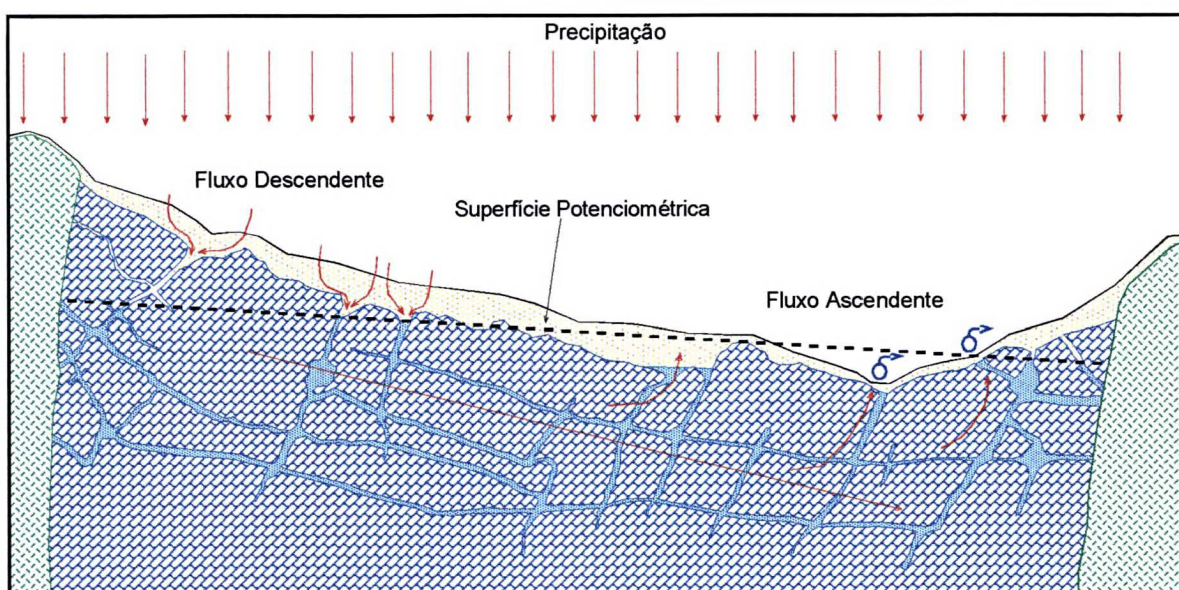 Precipitação
Fluxo Descendente
Superfície Potenciométrica
Fluxo Ascendente